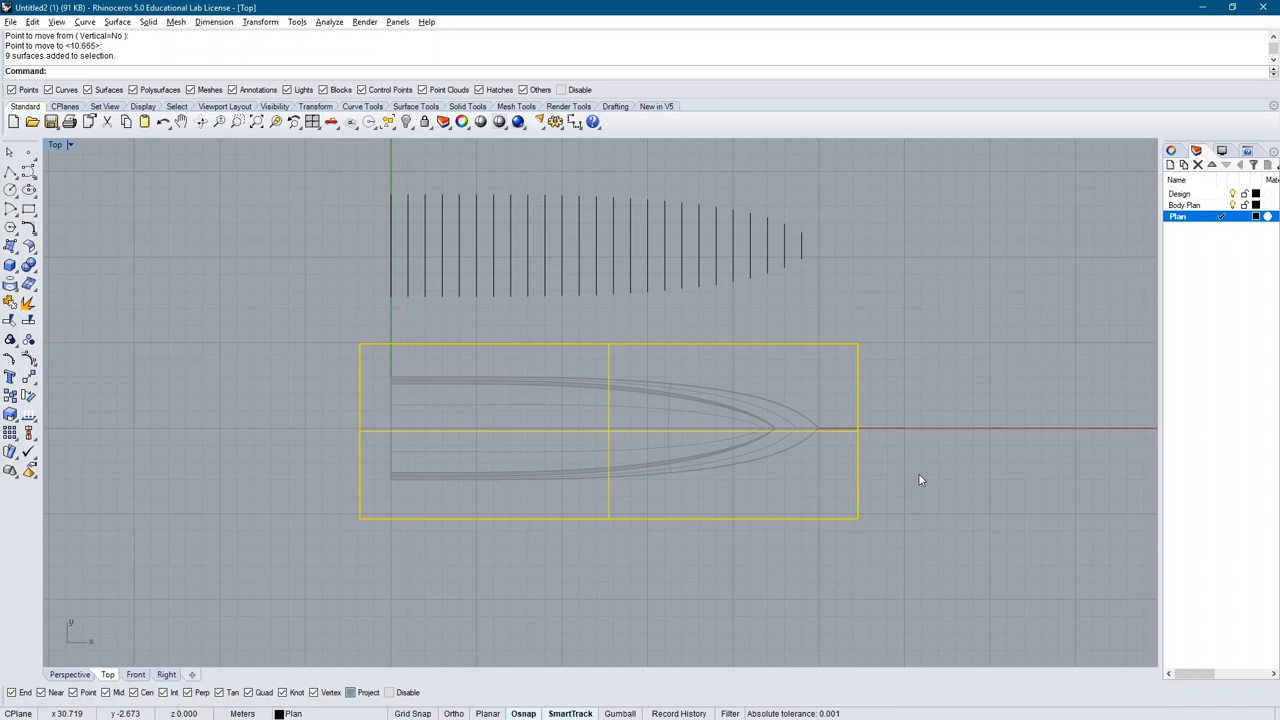 Untitled2 (1) (91 KB) - Rhinoceros 5.0 Educational Lab License - [Top]
File Edit View Curve Surface Solid Mesh Dimension Transform Tools Analyze Render Panels Help
Point to move from ( Vertical=No ):
Point to move to <10.665>:
9 surfaces added to selection.
Command:
Points Curves Surfaces Polysurfaces Meshes Annotations Lights Blocks Control Points Point Clouds Hatches Others Disable
Standard CPlanes Set View Display Select Viewport Layout Visibility Transform Curve Tools Surface Tools Solid Tools Mesh Tools Render Tools Drafting New in V5
Top
Name Mate
Design
Body Plan
Plan
y
x
Perspective Top Front Right
End Near Point Mid Cen Int Perp Tan Quad Knot Vertex Project Disable
CPlane x 30.719 y -2.673 z 0.000 Meters Plan Grid Snap Ortho Planar Osnap SmartTrack Gumball Record History Filter Absolute tolerance: 0.001